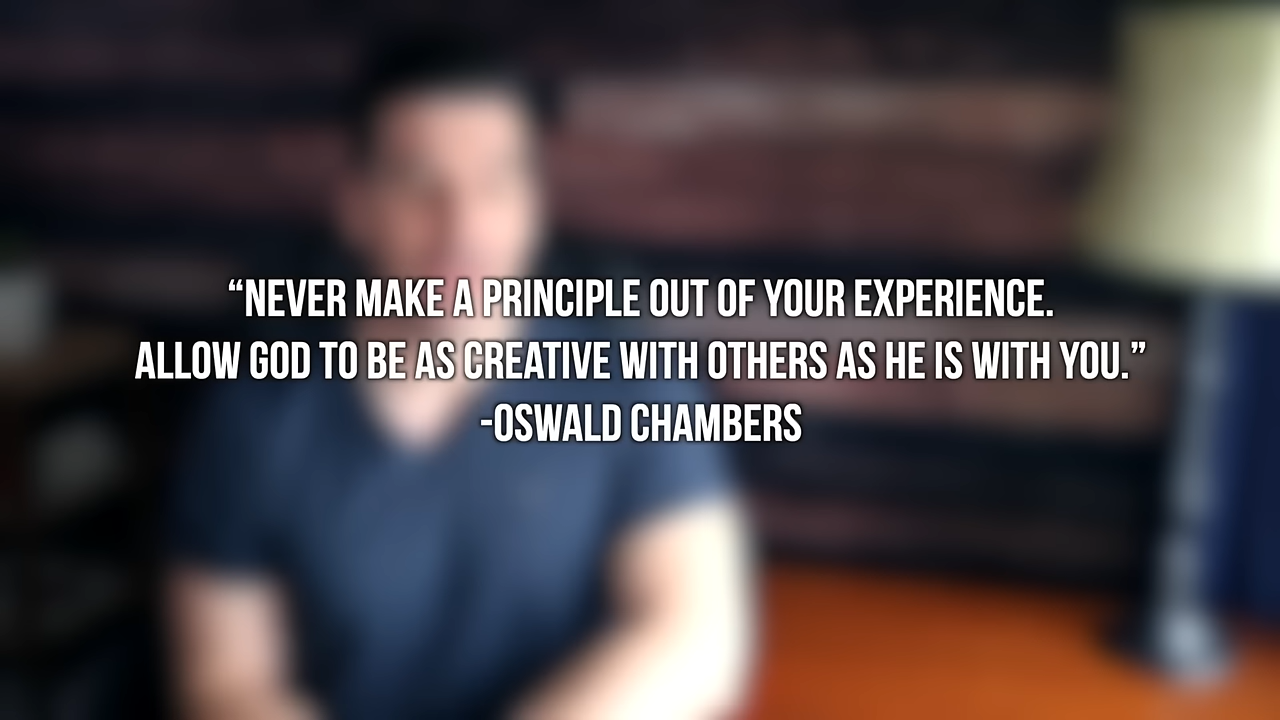 “NEVER MAKE A PRINCIPLE OUT OF YOUR EXPERIENCE.
ALLOW GOD TO BE AS CREATIVE WITH OTHERS AS HE IS WITH YOU.”
-OSWALD CHAMBERS